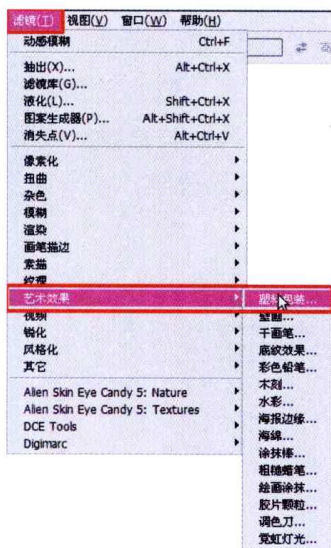 滤镜(T) 视图(V) 窗口(W) 帮助(H)
动感模糊 Ctrl+F
抽出(X)... Alt+Ctrl+X
滤镜库(G)...
液化(L)... Shift+Ctrl+X
图案生成器(P)... Alt+Shift+Ctrl+X
消失点(V)... Alt+Ctrl+V
像素化
扭曲
杂色
模糊
渲染
画笔描边
素描
纹理
艺术效果
视频
锐化
风格化
其它
Alien Skin Eye Candy 5: Nature
Alien Skin Eye Candy 5: Textures
DCE Tools
Digimarc
塑料包装...
壁画...
干画笔...
底纹效果...
彩色铅笔...
木刻...
水彩...
海报边缘...
海绵...
涂抹棒...
粗糙蜡笔...
绘画涂抹...
胶片颗粒...
调色刀...
霓虹灯光...